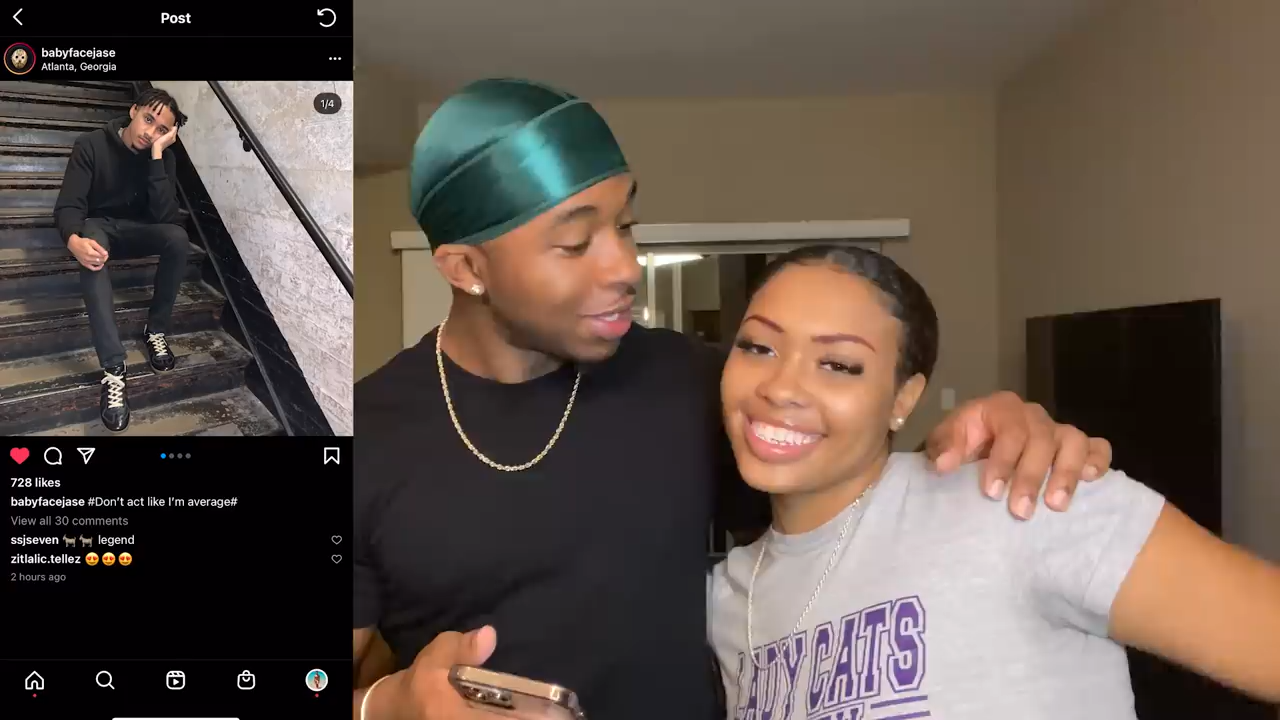 Post
babyfacejase
Atlanta, Georgia
1/4
728 likes
babyfacejase #Don’t act like I’m average#
View all 30 comments
ssjseven 🐐🐐 legend
zitlalic.tellez 😍😍😍
2 hours ago
LADY CATS